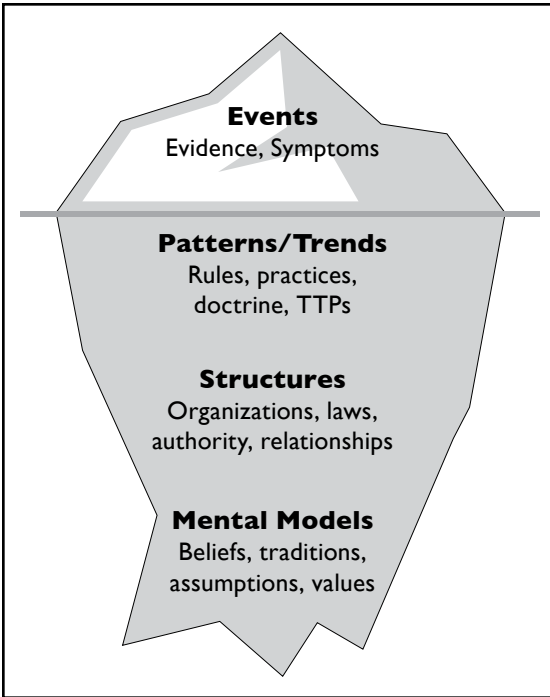 Events
Evidence, Symptoms
Patterns/Trends
Rules, practices,
doctrine, TTPs
Structures
Organizations, laws,
authority, relationships
Mental Models
Beliefs, traditions,
assumptions, values